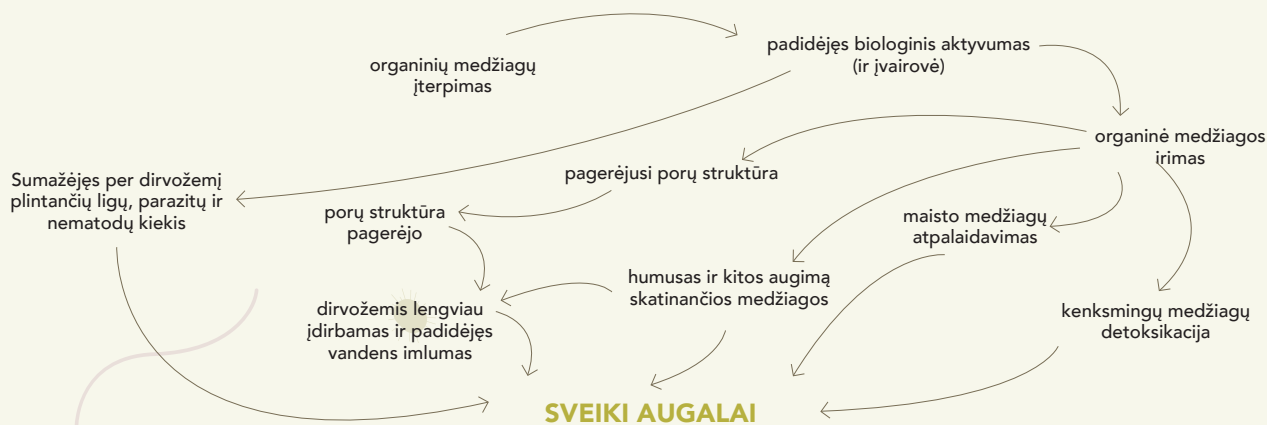 organinių medžiagų
įterpimas
padidėjęs biologinis aktyvumas
(ir įvairovė)
organinė medžiagos
irimas
Sumažėjęs per dirvožemį
plintančių ligų, parazitų ir
nematodų kiekis
pagerėjusi porų struktūra
porų struktūra
pagerėjo
maisto medžiagų
atpalaidavimas
humusas ir kitos augimą
skatinančios medžiagos
dirvožemis lengviau
įdirbamas ir padidėjęs
vandens imlumas
kenksmingų medžiagų
detoksikacija
SVEIKI AUGALAI